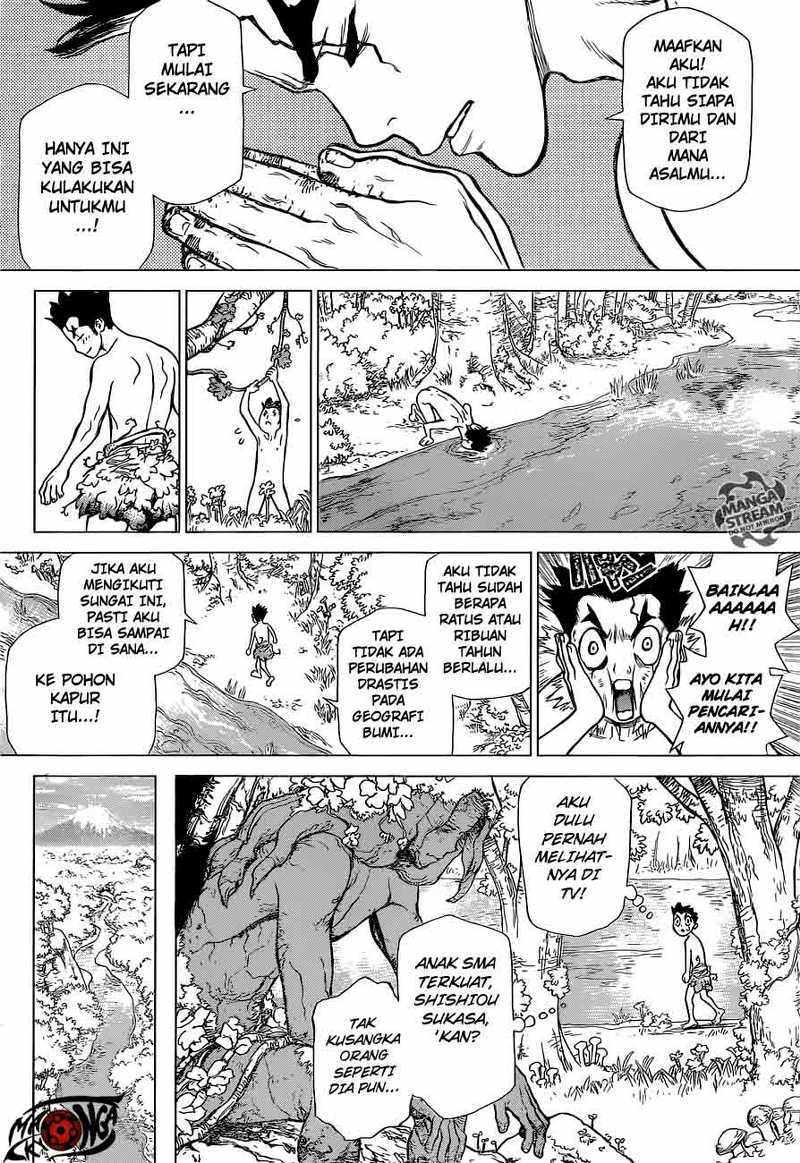 MAAFKAN
AKU!
AKU TIDAK
TAHU SIAPA
DIRIMU DAN
DARI
MANA
ASALMU...
TAPI
MULAI
SEKARANG
...
HANYA INI
YANG BISA
KULAKUKAN
UNTUKMU
...!
MANGA
STREAM.COM
DO NOT MIRROR
BAIKLAA
AAAAAA
H!!
AYO KITA
MULAI
PENCARI-
ANNYA!!
AKU TIDAK
TAHU SUDAH
BERAPA
RATUS ATAU
RIBUAN
TAHUN
BERLALU...
TAPI
TIDAK ADA
PERUBAHAN
DRASTIS
PADA
GEOGRAFI
BUMI...
JIKA AKU
MENGIKUTI
SUNGAI INI,
PASTI AKU
BISA SAMPAI
DI SANA...
KE POHON
KAPUR
ITU...!
AKU
DULU
PERNAH
MELIHAT-
NYA DI
TV!
ANAK SMA
TERKUAT,
SHISHIOU
SUKASA,
'KAN?
TAK
KUSANGKA
ORANG
SEPERTI
DIA PUN...